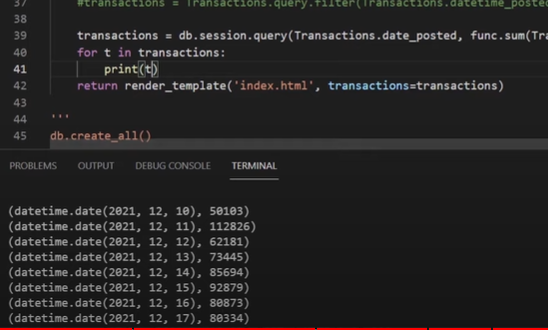 37 #transactions = Transactions.query.filter(Transactions.datetime_posted
38
39 transactions = db.session.query(Transactions.date_posted, func.sum(Tra
40 for t in transactions:
41 print(t)
42 return render_template('index.html', transactions=transactions)
43
44 '''
45 db.create_all()
PROBLEMS OUTPUT DEBUG CONSOLE TERMINAL
(datetime.date(2021, 12, 10), 50103)
(datetime.date(2021, 12, 11), 112826)
(datetime.date(2021, 12, 12), 62181)
(datetime.date(2021, 12, 13), 73445)
(datetime.date(2021, 12, 14), 85694)
(datetime.date(2021, 12, 15), 92879)
(datetime.date(2021, 12, 16), 80873)
(datetime.date(2021, 12, 17), 80334)